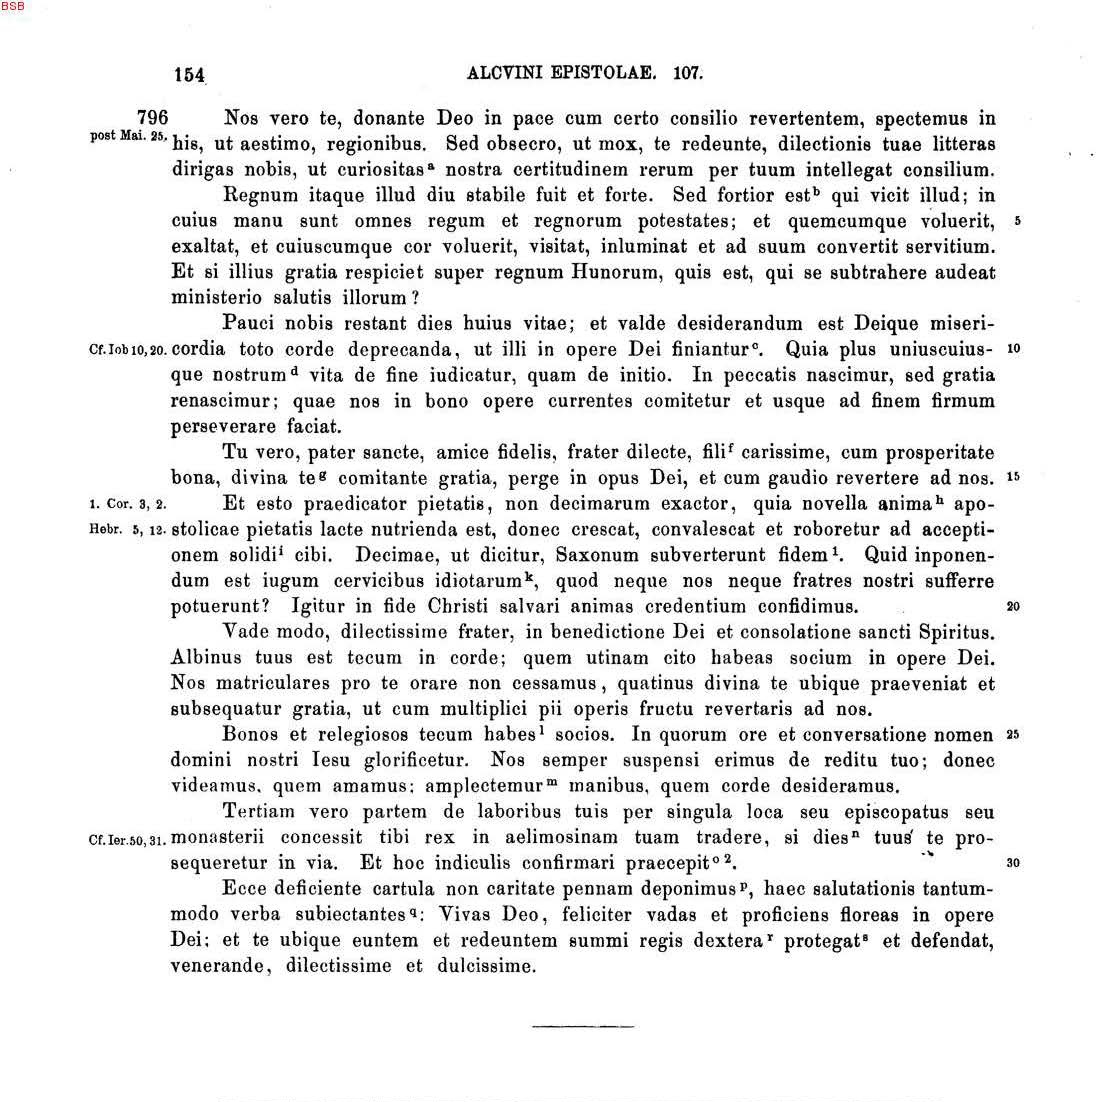 BSB
154 ALCVINI EPISTOLAE. 107.
796 Nos vero te, donante Deo in pace cum certo consilio revertentem, spectemus in
post Mai. 25. his, ut aestimo, regionibus. Sed obsecro, ut mox, te redeunte, dilectionis tuae litteras
dirigas nobis, ut curiositas a nostra certitudinem rerum per tuum intellegat consilium.
Regnum itaque illud diu stabile fuit et forte. Sed fortior est b qui vicit illud; in
cuius manu sunt omnes regum et regnorum potestates; et quemcumque voluerit, 5
exaltat, et cuiuscumque cor voluerit, visitat, inluminat et ad suum convertit servitium.
Et si illius gratia respiciet super regnum Hunorum, quis est, qui se subtrahere audeat
ministerio salutis illorum?
Pauci nobis restant dies huius vitae; et valde desiderandum est Deique miseri-
Cf. Iob 10, 20. cordia toto corde deprecanda, ut illi in opere Dei finiantur c. Quia plus uniuscuius- 10
que nostrum d vita de fine iudicatur, quam de initio. In peccatis nascimur, sed gratia
renascimur; quae nos in bono opere currentes comitetur et usque ad finem firmum
perseverare faciat.
Tu vero, pater sancte, amice fidelis, frater dilecte, fili f carissime, cum prosperitate
bona, divina te g comitante gratia, perge in opus Dei, et cum gaudio revertere ad nos. 15
1. Cor. 3, 2. Et esto praedicator pietatis, non decimarum exactor, quia novella anima h apo-
Hebr. 5, 12. stolicae pietatis lacte nutrienda est, donec crescat, convalescat et roboretur ad accepti-
onem solidi i cibi. Decimae, ut dicitur, Saxonum subverterunt fidem 1. Quid inponen-
dum est iugum cervicibus idiotarum k, quod neque nos neque fratres nostri sufferre
potuerunt? Igitur in fide Christi salvari animas credentium confidimus. 20
Vade modo, dilectissime frater, in benedictione Dei et consolatione sancti Spiritus.
Albinus tuus est tecum in corde; quem utinam cito habeas socium in opere Dei.
Nos matriculares pro te orare non cessamus, quatinus divina te ubique praeveniat et
subsequatur gratia, ut cum multiplici pii operis fructu revertaris ad nos.
Bonos et relegiosos tecum habes l socios. In quorum ore et conversatione nomen 25
domini nostri Iesu glorificetur. Nos semper suspensi erimus de reditu tuo; donec
videamus, quem amamus; amplectemur m manibus, quem corde desideramus.
Tertiam vero partem de laboribus tuis per singula loca seu episcopatus seu
Cf. Ier. 50, 31. monasterii concessit tibi rex in aelimosinam tuam tradere, si dies n tuus te pro-
sequeretur in via. Et hoc indiculis confirmari praecepit o 2. 30
Ecce deficiente cartula non caritate pennam deponimus p, haec salutationis tantum-
modo verba subiectantes q: Vivas Deo, feliciter vadas et proficiens floreas in opere
Dei; et te ubique euntem et redeuntem summi regis dextera r protegat s et defendat,
venerande, dilectissime et dulcissime.